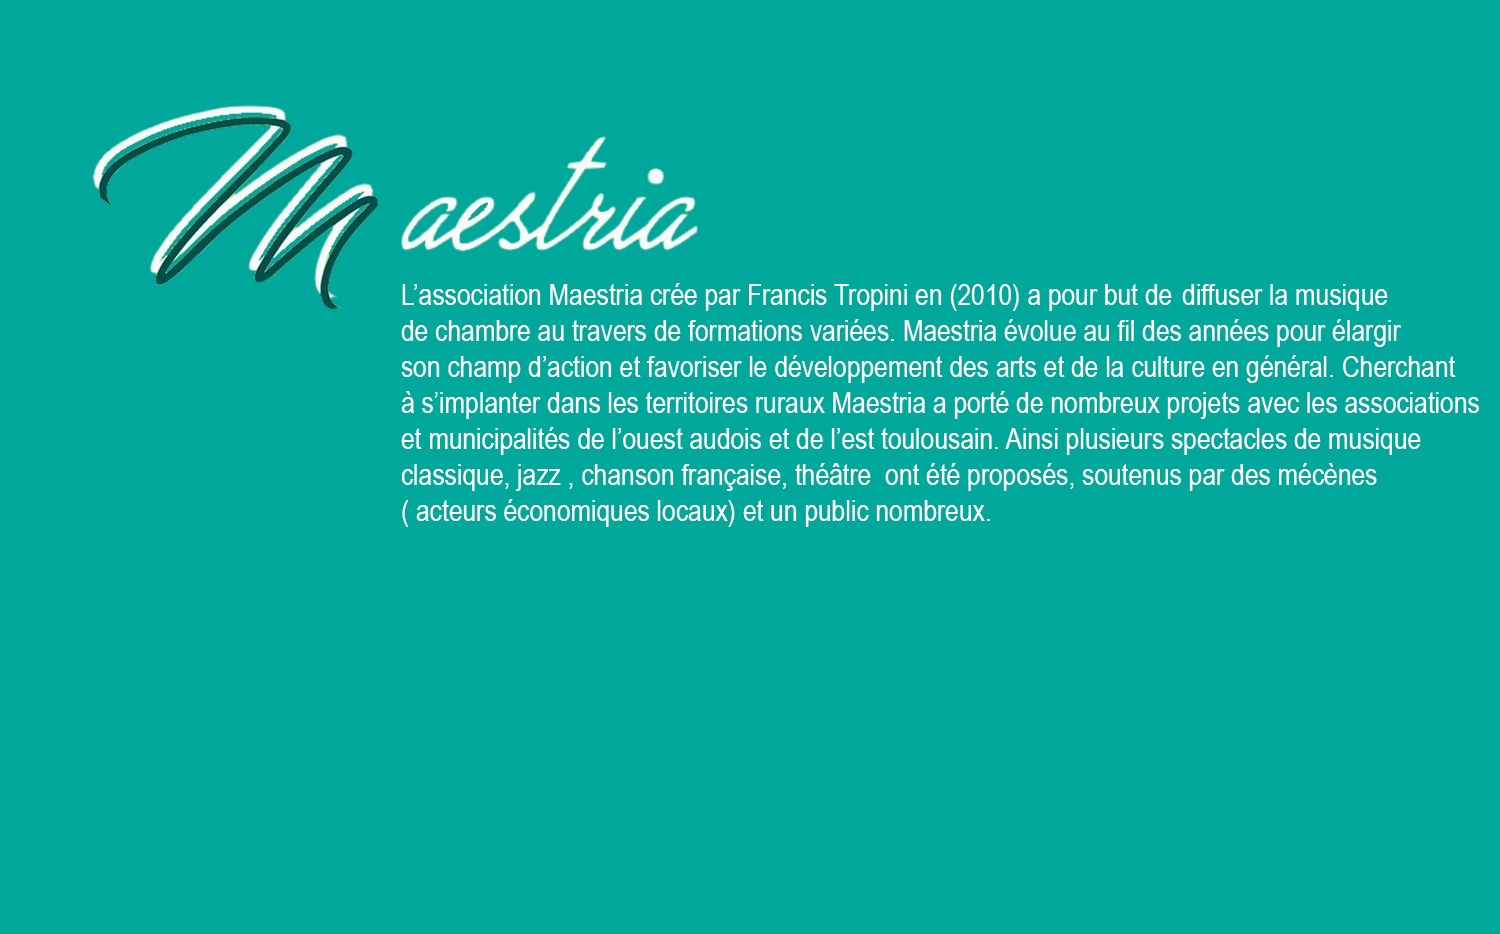 Maestria
L’association Maestria crée par Francis Tropini en (2010) a pour but de diffuser la musique
de chambre au travers de formations variées. Maestria évolue au fil des années pour élargir
son champ d’action et favoriser le développement des arts et de la culture en général. Cherchant
à s’implanter dans les territoires ruraux Maestria a porté de nombreux projets avec les associations
et municipalités de l’ouest audois et de l’est toulousain. Ainsi plusieurs spectacles de musique
classique, jazz , chanson française, théâtre  ont été proposés, soutenus par des mécènes
( acteurs économiques locaux) et un public nombreux.